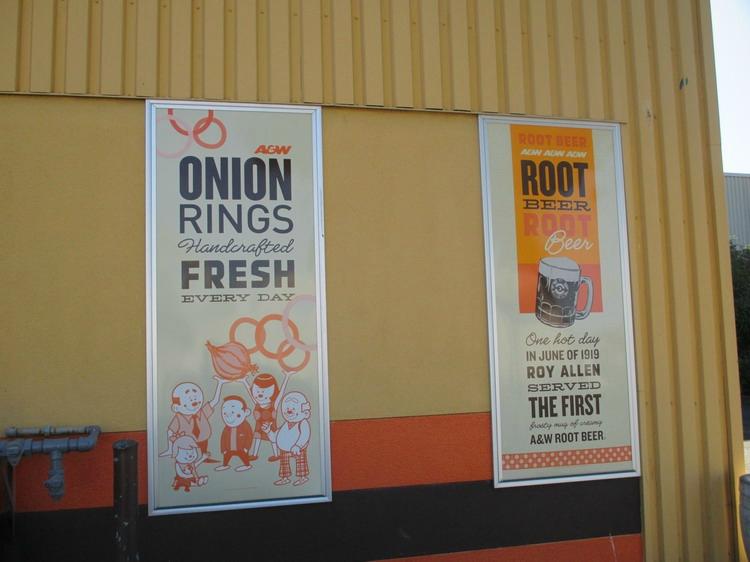 A&W
ONION
RINGS
Handcrafted
FRESH
EVERY DAY
ROOT BEER
A&W A&W A&W
ROOT
BEER
ROOT
Beer
One hot day
IN JUNE OF 1919
ROY ALLEN
SERVED
THE FIRST
frosty mug of creamy
A&W ROOT BEER.